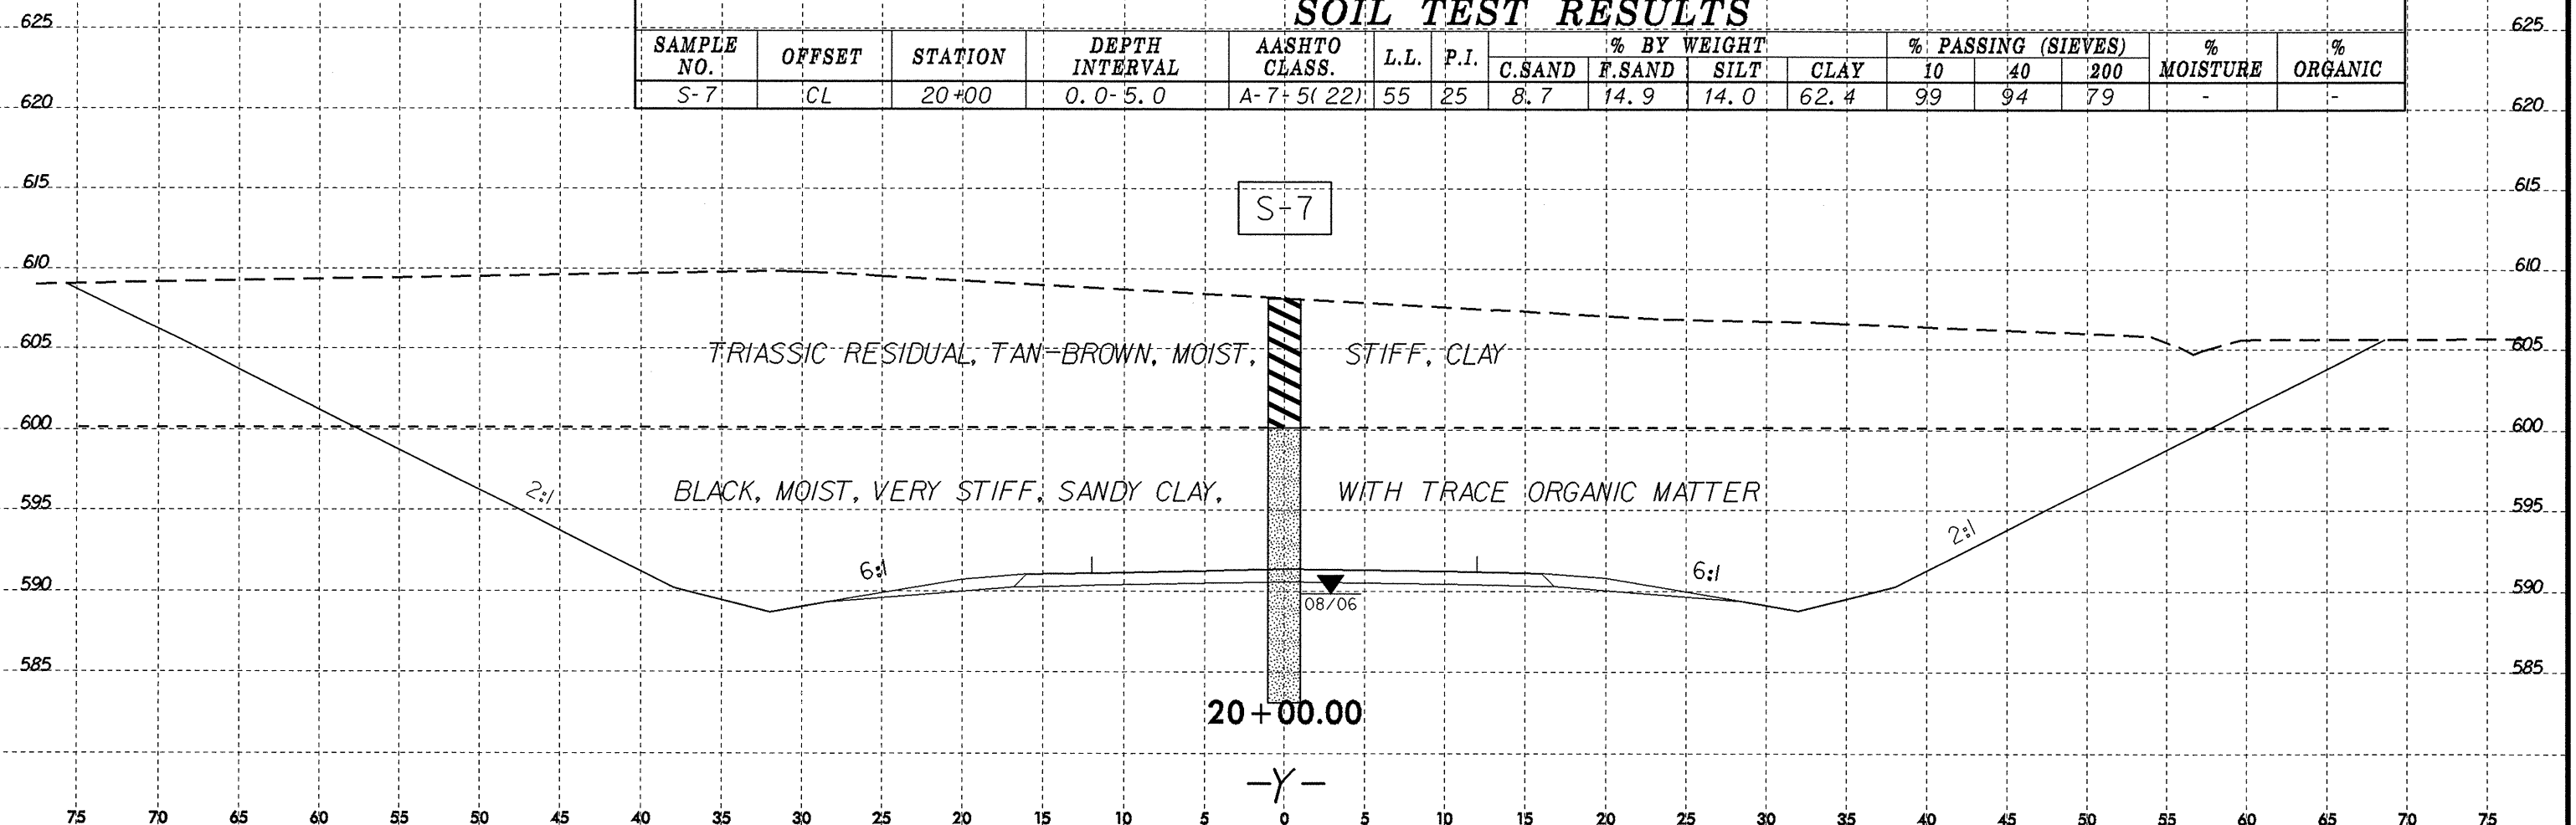 SOIL TEST RESULTS
SAMPLE NO. OFFSET STATION DEPTH INTERVAL AASHTO CLASS. L.L. P.I. % BY WEIGHT % PASSING (SIEVES) % MOISTURE % ORGANIC
C.SAND F.SAND SILT CLAY 10 40 200
S-7 CL 20+00 0.0-5.0 A-7-5(22) 55 25 8.7 14.9 14.0 62.4 99 94 79 - -
625 625
620 620
615 615
S-7
610 610
605 605
TRIASSIC RESIDUAL, TAN-BROWN, MOIST, STIFF, CLAY
600 600
2:1 BLACK, MOIST, VERY STIFF, SANDY CLAY, WITH TRACE ORGANIC MATTER
595 595
2:1
6:1 6:1
590 590
08/06
585 585
20+00.00
-Y-
75 70 65 60 55 50 45 40 35 30 25 20 15 10 5 0 5 10 15 20 25 30 35 40 45 50 55 60 65 70 75